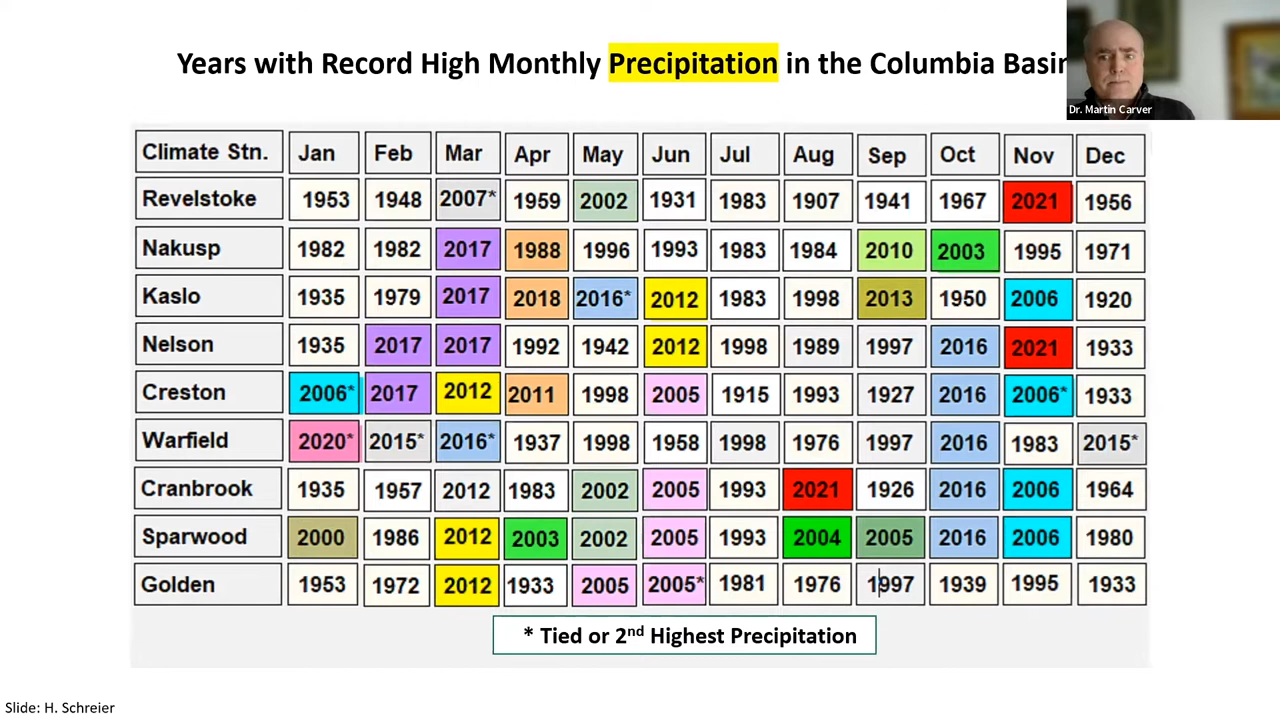 Years with Record High Monthly Precipitation in the Columbia Basin
Dr. Martin Carver
Climate Stn. Jan Feb Mar Apr May Jun Jul Aug Sep Oct Nov Dec
Revelstoke 1953 1948 2007* 1959 2002 1931 1983 1907 1941 1967 2021 1956
Nakusp 1982 1982 2017 1988 1996 1993 1983 1984 2010 2003 1995 1971
Kaslo 1935 1979 2017 2018 2016* 2012 1983 1998 2013 1950 2006 1920
Nelson 1935 2017 2017 1992 1942 2012 1998 1989 1997 2016 2021 1933
Creston 2006* 2017 2012 2011 1998 2005 1915 1993 1927 2016 2006* 1933
Warfield 2020* 2015* 2016* 1937 1998 1958 1998 1976 1997 2016 1983 2015*
Cranbrook 1935 1957 2012 1983 2002 2005 1993 2021 1926 2016 2006 1964
Sparwood 2000 1986 2012 2003 2002 2005 1993 2004 2005 2016 2006 1980
Golden 1953 1972 2012 1933 2005 2005* 1981 1976 1997 1939 1995 1933
* Tied or 2nd Highest Precipitation
Slide: H. Schreier